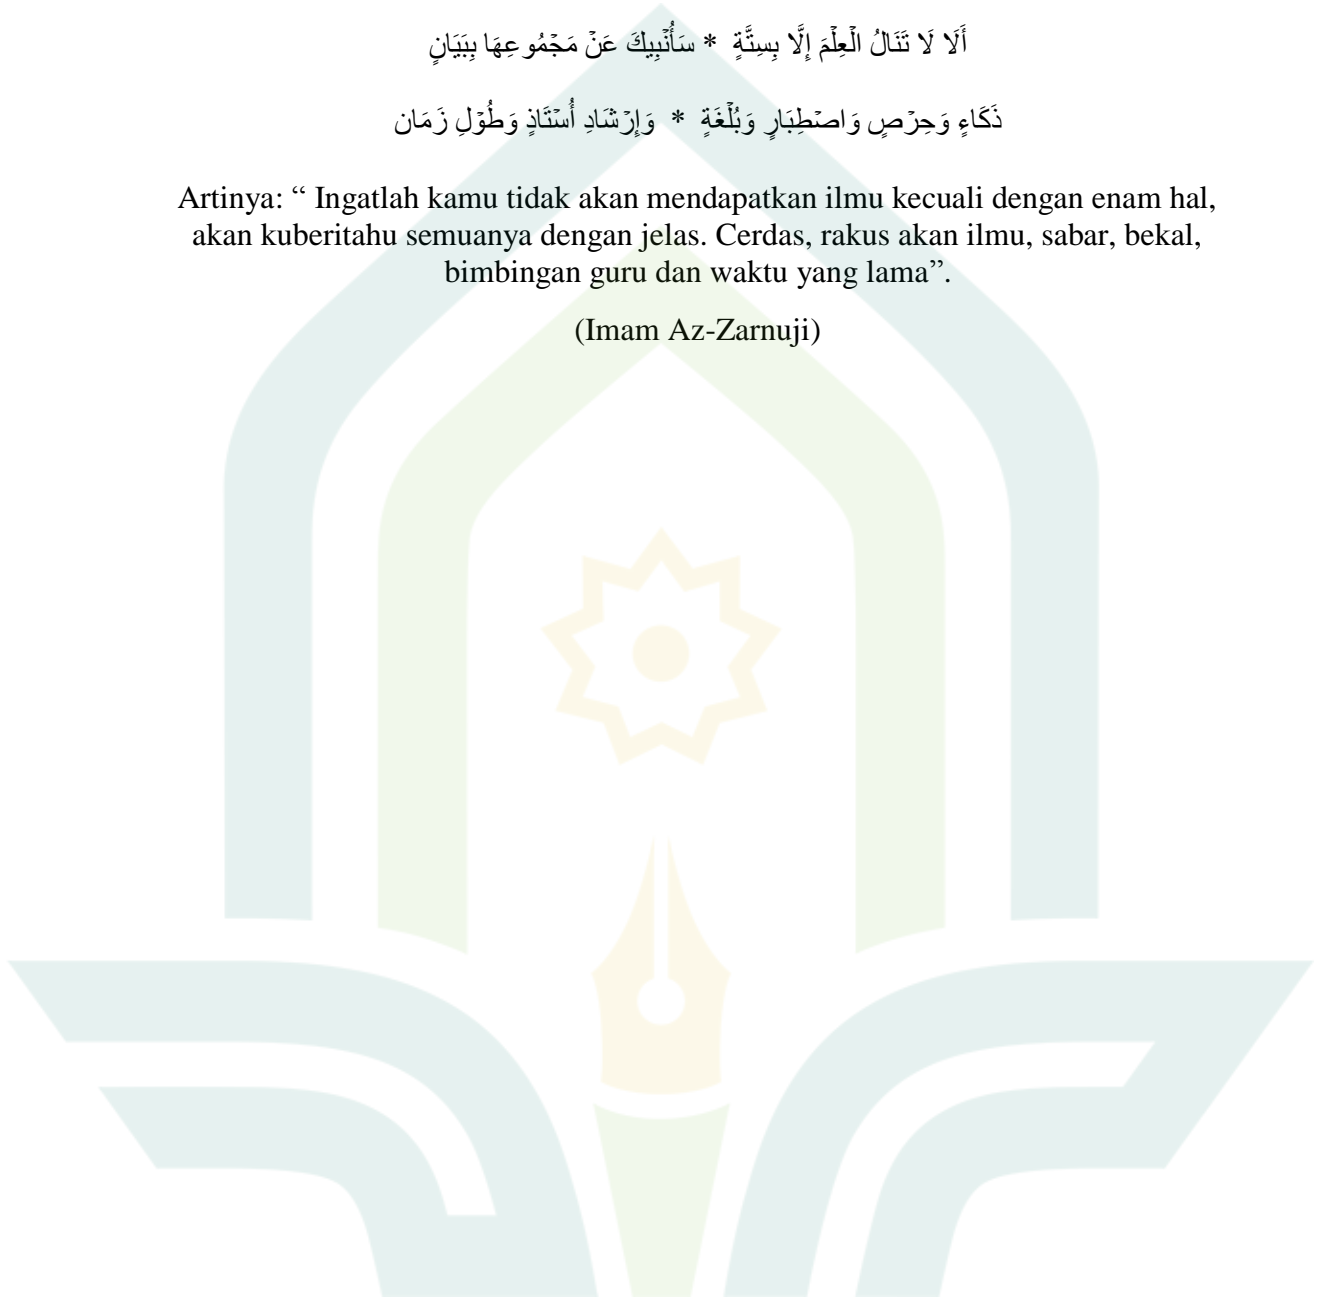 أَلَا لَا تَنَالُ الْعِلْمَ إِلَّا بِسِتَّةٍ * سَأُنْبِيكَ عَنْ مَجْمُوعِهَا بِبَيَانٍ
ذَكَاءٍ وَحِرْصٍ وَاصْطِبَارٍ وَبُلْغَةٍ * وَإِرْشَادِ أُسْتَاذٍ وَطُوْلِ زَمَان
Artinya: “ Ingatlah kamu tidak akan mendapatkan ilmu kecuali dengan enam hal,
akan kuberitahu semuanya dengan jelas. Cerdas, rakus akan ilmu, sabar, bekal,
bimbingan guru dan waktu yang lama”.
(Imam Az-Zarnuji)